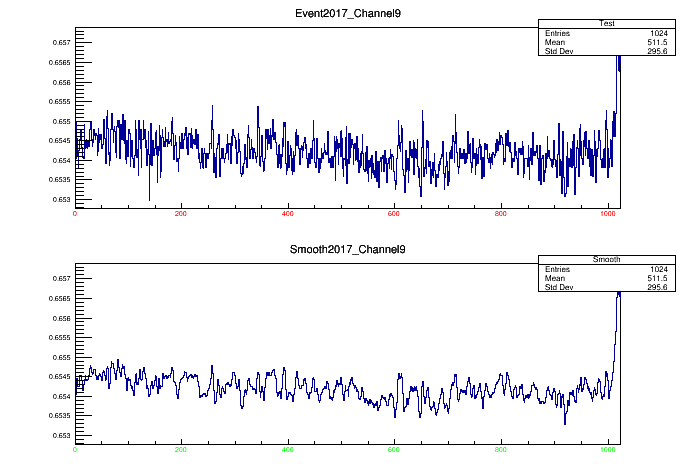 Event2017_Channel9
Test
Entries 1024
Mean 511.5
Std Dev 295.6
0.657
0.6565
0.656
0.6555
0.655
0.6545
0.654
0.6535
0.653
0 200 400 600 800 1000
Smooth2017_Channel9
Smooth
Entries 1024
Mean 511.5
Std Dev 295.6
0.657
0.6565
0.656
0.6555
0.655
0.6545
0.654
0.6535
0.653
0 200 400 600 800 1000